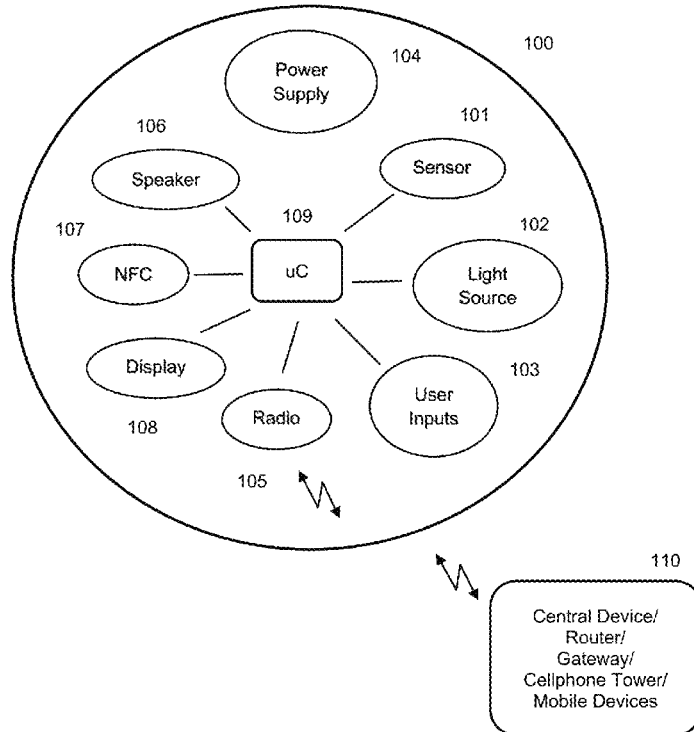 100
104
Power
Supply
101
106
Sensor
Speaker
109
102
107
uC
NFC
Light
Source
Display
103
User
Inputs
Radio
108
105
110
Central Device/
Router/
Gateway/
Cellphone Tower/
Mobile Devices